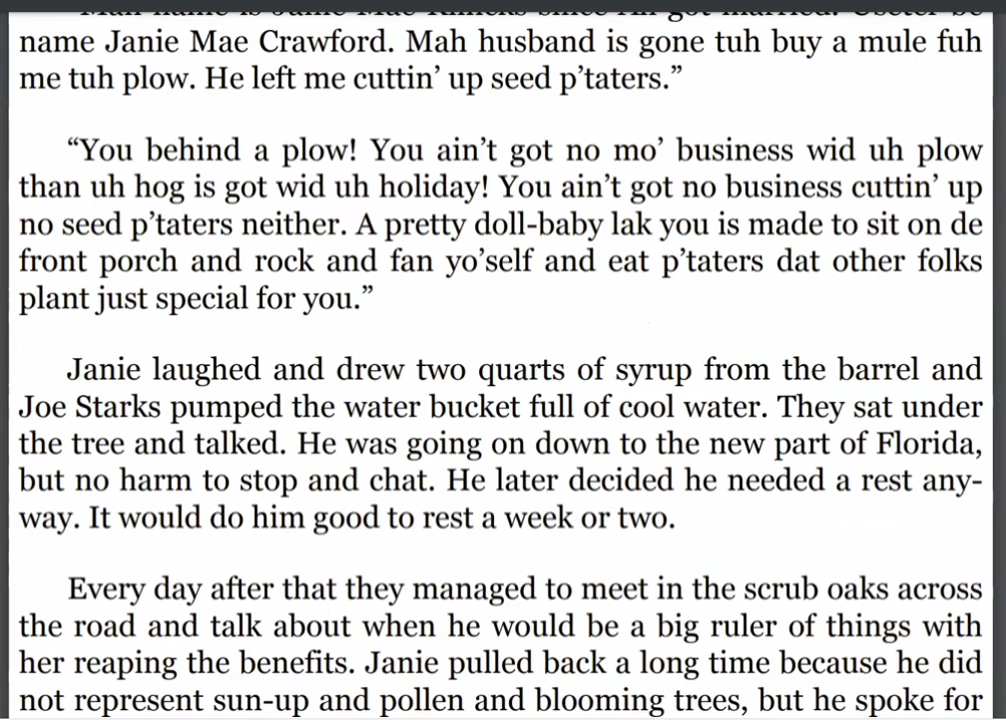 name Janie Mae Crawford. Mah husband is gone tuh buy a mule fuh
me tuh plow. He left me cuttin’ up seed p’taters.”
“You behind a plow! You ain’t got no mo’ business wid uh plow
than uh hog is got wid uh holiday! You ain’t got no business cuttin’ up
no seed p’taters neither. A pretty doll-baby lak you is made to sit on de
front porch and rock and fan yo’self and eat p’taters dat other folks
plant just special for you.”
Janie laughed and drew two quarts of syrup from the barrel and
Joe Starks pumped the water bucket full of cool water. They sat under
the tree and talked. He was going on down to the new part of Florida,
but no harm to stop and chat. He later decided he needed a rest any-
way. It would do him good to rest a week or two.
Every day after that they managed to meet in the scrub oaks across
the road and talk about when he would be a big ruler of things with
her reaping the benefits. Janie pulled back a long time because he did
not represent sun-up and pollen and blooming trees, but he spoke for